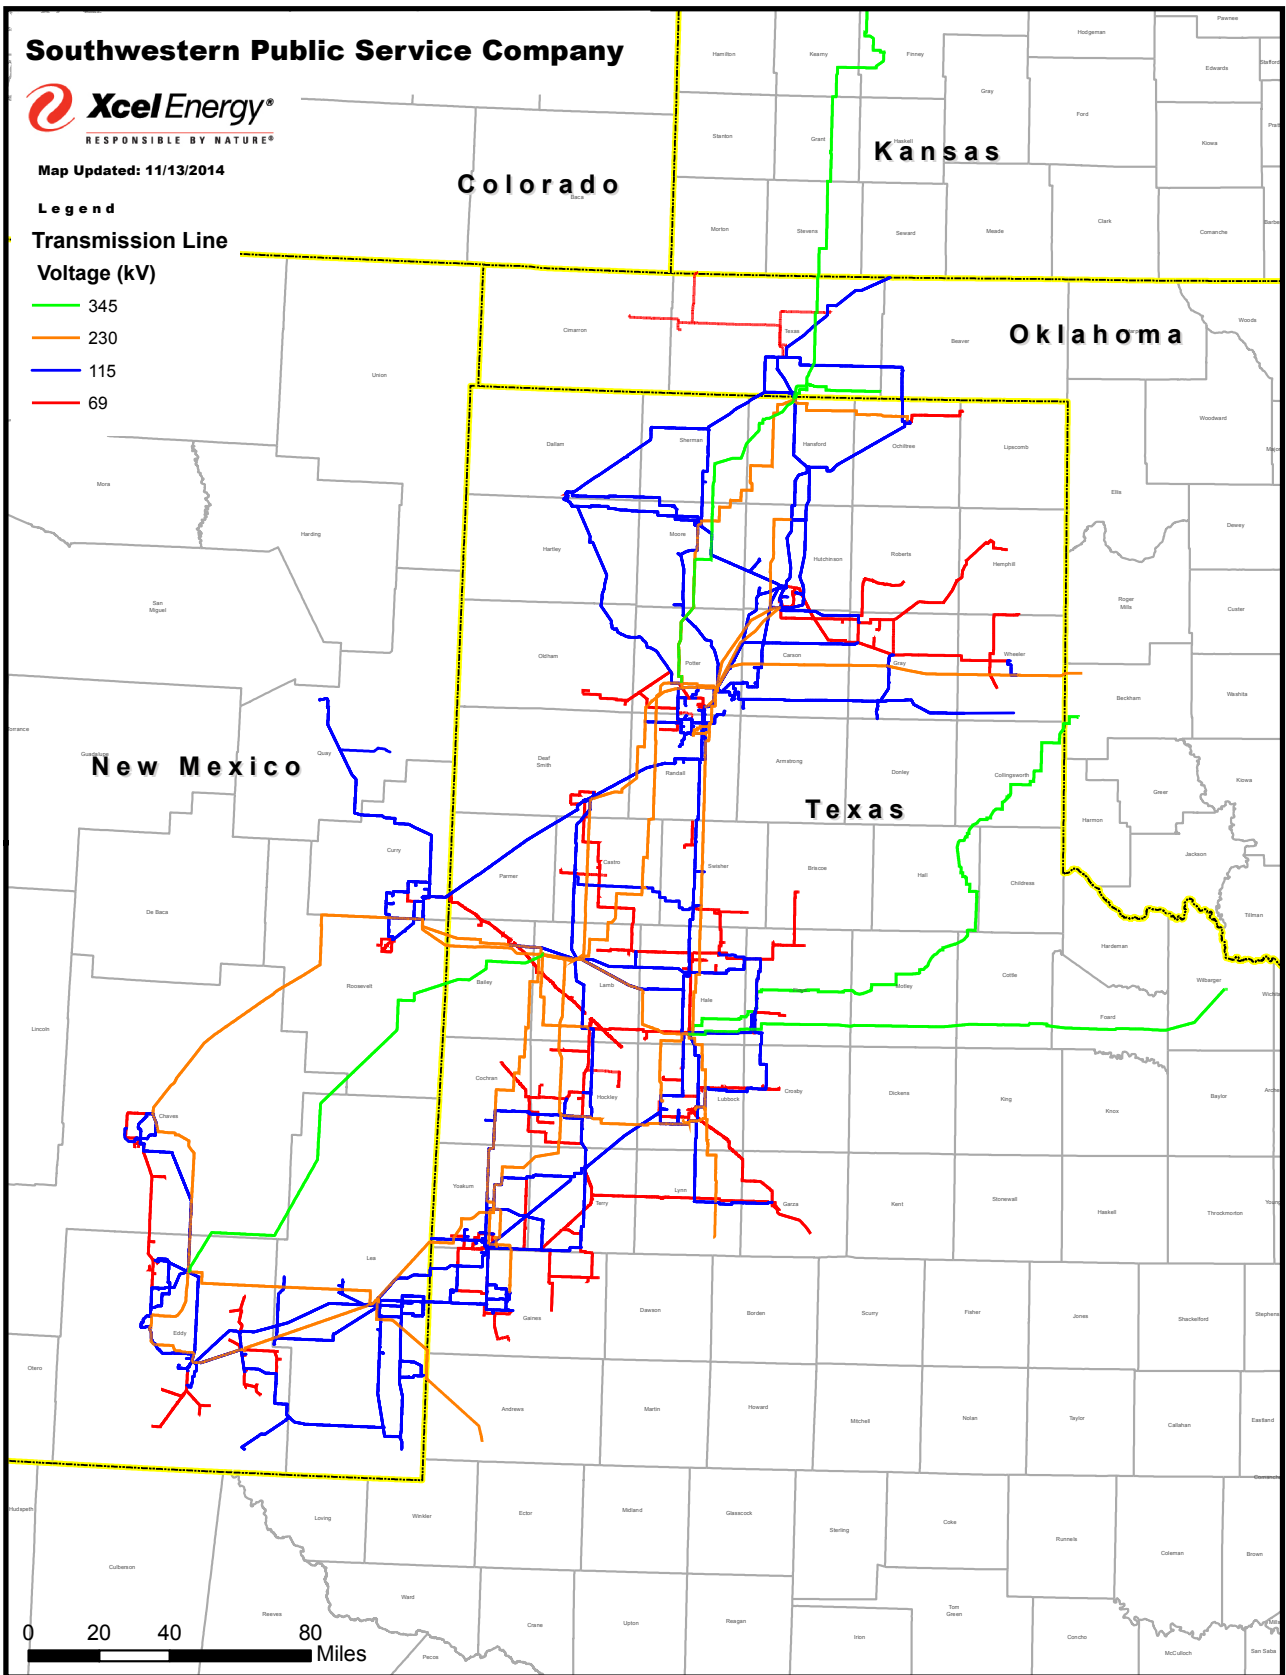 Southwestern Public Service Company
Xcel Energy®
RESPONSIBLE BY NATURE®
Map Updated: 11/13/2014
Legend
Transmission Line
Voltage (kV)
345
230
115
69
Colorado
Kansas
Oklahoma
New Mexico
Texas
Pawnee
Hodgeman
Hamilton
Kearny
Finney
Edwards
Stafford
Gray
Ford
Stanton
Grant
Haskell
Kiowa
Baca
Morton
Stevens
Seward
Meade
Clark
Comanche
Cimarron
Texas
Beaver
Woods
Union
Woodward
Dallam
Sherman
Hansford
Ochiltree
Lipscomb
Mora
Harding
Ellis
Dewey
Hartley
Moore
Hutchinson
Roberts
Hemphill
San
Miguel
Roger
Mills
Custer
Oldham
Potter
Carson
Gray
Wheeler
Beckham
Washita
Guadalupe
Quay
Deaf
Smith
Randall
Armstrong
Donley
Collingsworth
Greer
Kiowa
Harmon
Jackson
Curry
Parmer
Castro
Swisher
Briscoe
Hall
Childress
De Baca
Tillman
Hardeman
Roosevelt
Bailey
Lamb
Hale
Floyd
Motley
Cottle
Wilbarger
Lincoln
Foard
Cochran
Hockley
Lubbock
Crosby
Dickens
King
Knox
Baylor
Chaves
Yoakum
Terry
Lynn
Garza
Kent
Stonewall
Haskell
Throckmorton
Lea
Eddy
Gaines
Dawson
Borden
Scurry
Fisher
Jones
Shackelford
Stephens
Otero
Andrews
Martin
Howard
Mitchell
Nolan
Taylor
Callahan
Eastland
Hudspeth
Loving
Winkler
Ector
Midland
Glasscock
Sterling
Coke
Runnels
Coleman
Brown
Culberson
Reeves
Ward
Crane
Upton
Reagan
Irion
Tom
Green
Concho
McCulloch
San Saba
Pecos
0 20 40 80
Miles